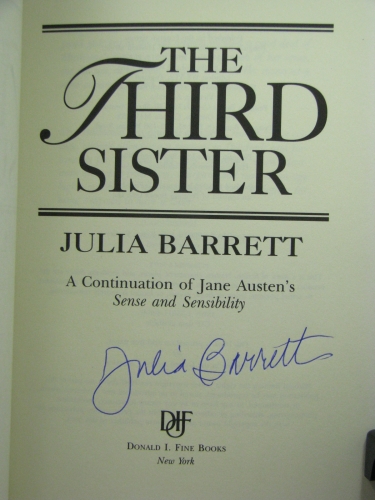 THE
THIRD
SISTER
JULIA BARRETT
A Continuation of Jane Austen's
Sense and Sensibility
Julia Barrett
DIF
DONALD I. FINE BOOKS
New York